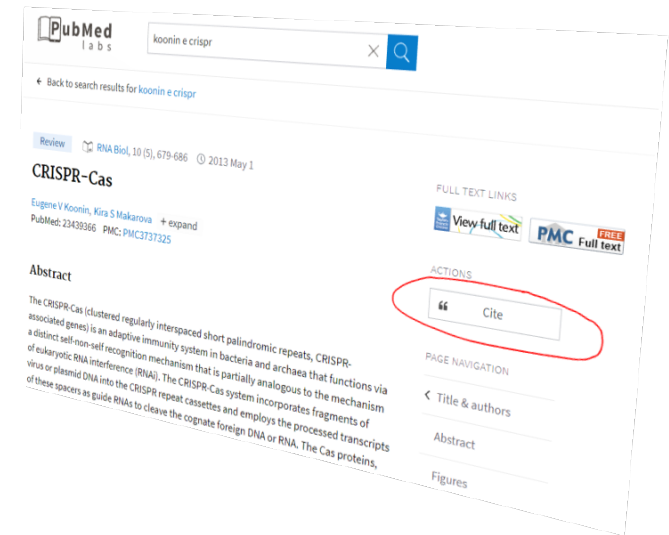 PubMed
labs
koonin e crispr
Back to search results for koonin e crispr
Review RNA Biol, 10 (5), 679-686 2013 May 1
CRISPR-Cas
Eugene V Koonin, Kira S Makarova + expand
PubMed: 23439366 PMC: PMC3737325
Abstract
The CRISPR-Cas (clustered regularly interspaced short palindromic repeats, CRISPR-
associated genes) is an adaptive immunity system in bacteria and archaea that functions via
a distinct self-non-self recognition mechanism that is partially analogous to the mechanism
of eukaryotic RNA interference (RNAi). The CRISPR-Cas system incorporates fragments of
virus or plasmid DNA into the CRISPR repeat cassettes and employs the processed transcripts
of these spacers as guide RNAs to cleave the cognate foreign DNA or RNA. The Cas proteins,
FULL TEXT LINKS
View full text
PMC FREE Full text
ACTIONS
Cite
PAGE NAVIGATION
Title & authors
Abstract
Figures